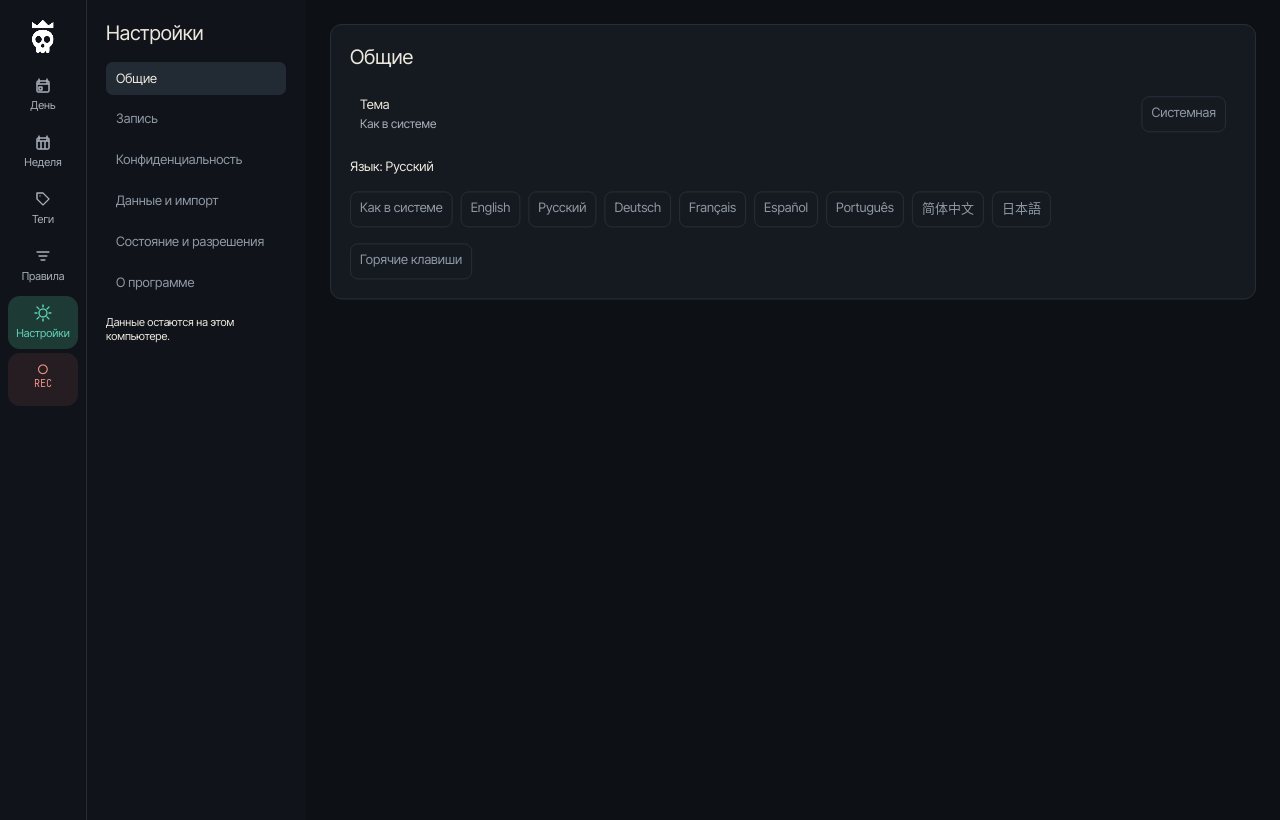 День
Неделя
Теги
Правила
Настройки
REC
Настройки
Общие
Запись
Конфиденциальность
Данные и импорт
Состояние и разрешения
О программе
Данные остаются на этом
компьютере.
Общие
Тема
Как в системе
Системная
Язык: Русский
Как в системе English Русский Deutsch Français Español Português 简体中文 日本語
Горячие клавиши